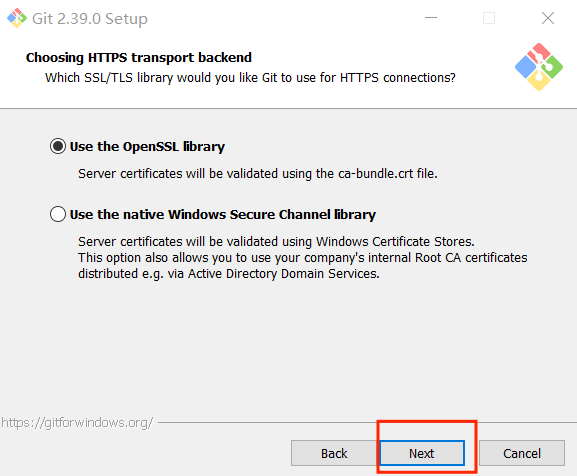 Git 2.39.0 Setup
Choosing HTTPS transport backend
Which SSL/TLS library would you like Git to use for HTTPS connections?
Use the OpenSSL library
Server certificates will be validated using the ca-bundle.crt file.
Use the native Windows Secure Channel library
Server certificates will be validated using Windows Certificate Stores.
This option also allows you to use your company's internal Root CA certificates
distributed e.g. via Active Directory Domain Services.
https://gitforwindows.org/
Back
Next
Cancel